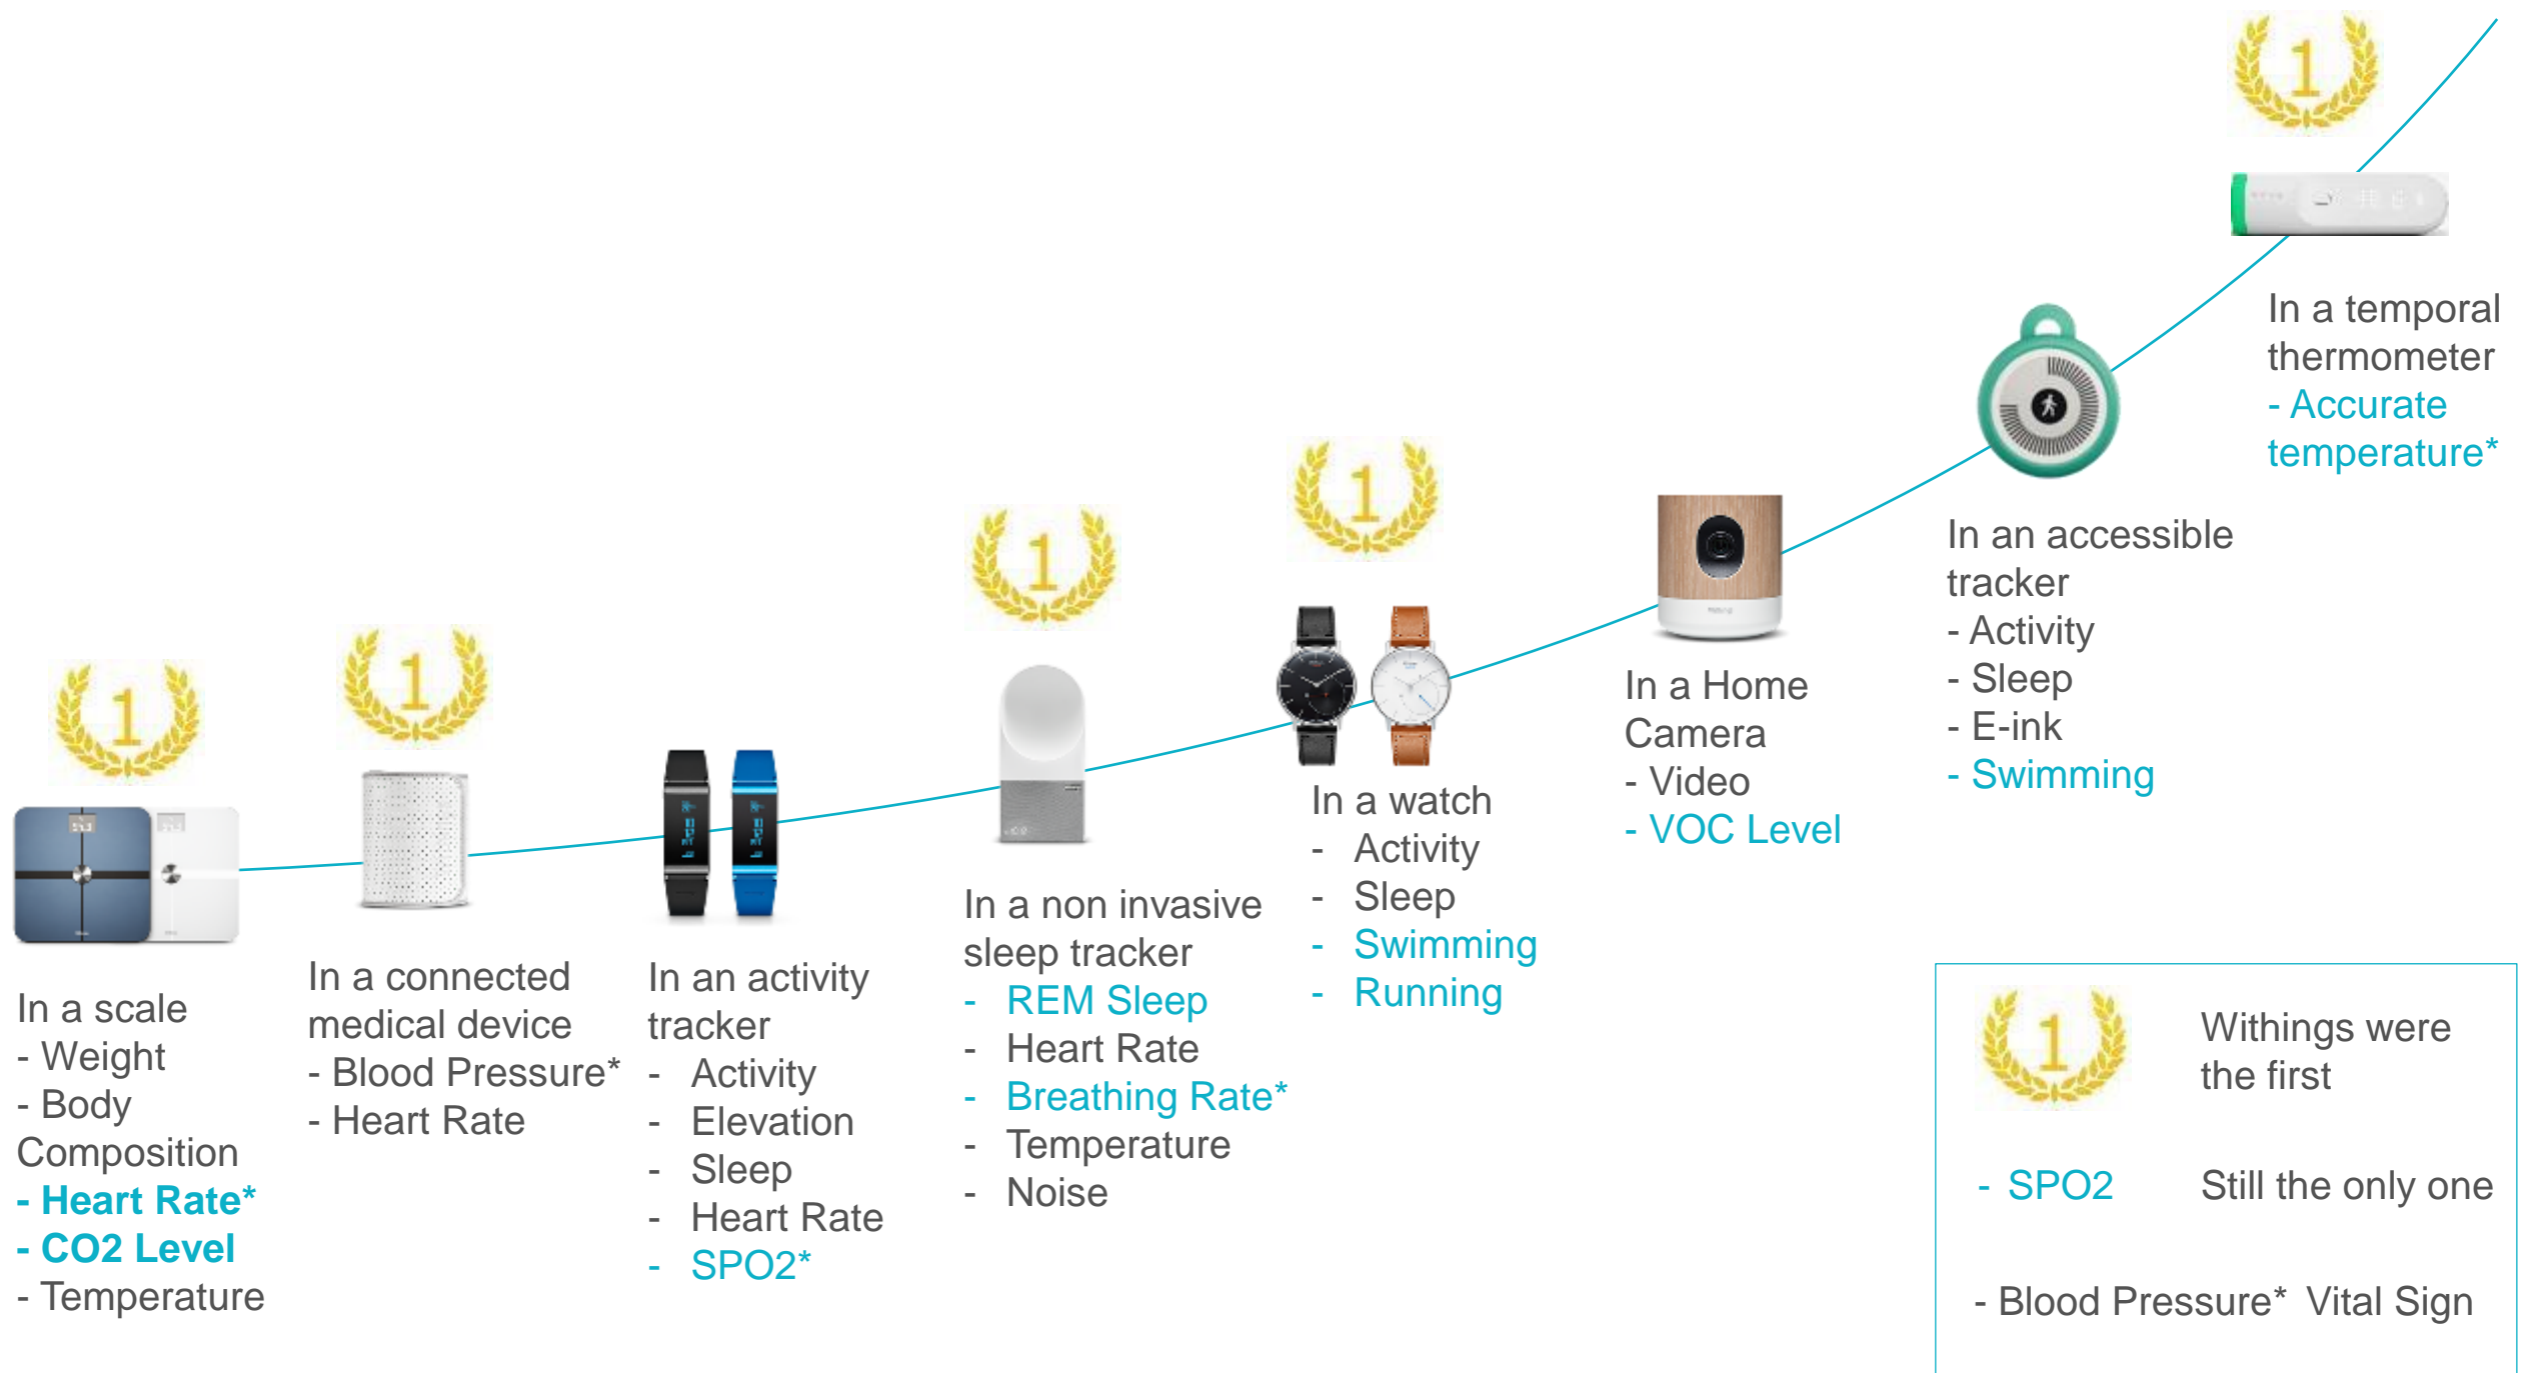 1
In a scale
- Weight
- Body
Composition
- Heart Rate*
- CO2 Level
- Temperature
1
In a connected
medical device
- Blood Pressure*
- Heart Rate
In an activity
tracker
- Activity
- Elevation
- Sleep
- Heart Rate
- SPO2*
1
In a non invasive
sleep tracker
- REM Sleep
- Heart Rate
- Breathing Rate*
- Temperature
- Noise
1
In a watch
- Activity
- Sleep
- Swimming
- Running
In a Home
Camera
- Video
- VOC Level
In an accessible
tracker
- Activity
- Sleep
- E-ink
- Swimming
1
In a temporal
thermometer
- Accurate
temperature*
1
Withings were
the first
- SPO2 Still the only one
- Blood Pressure* Vital Sign